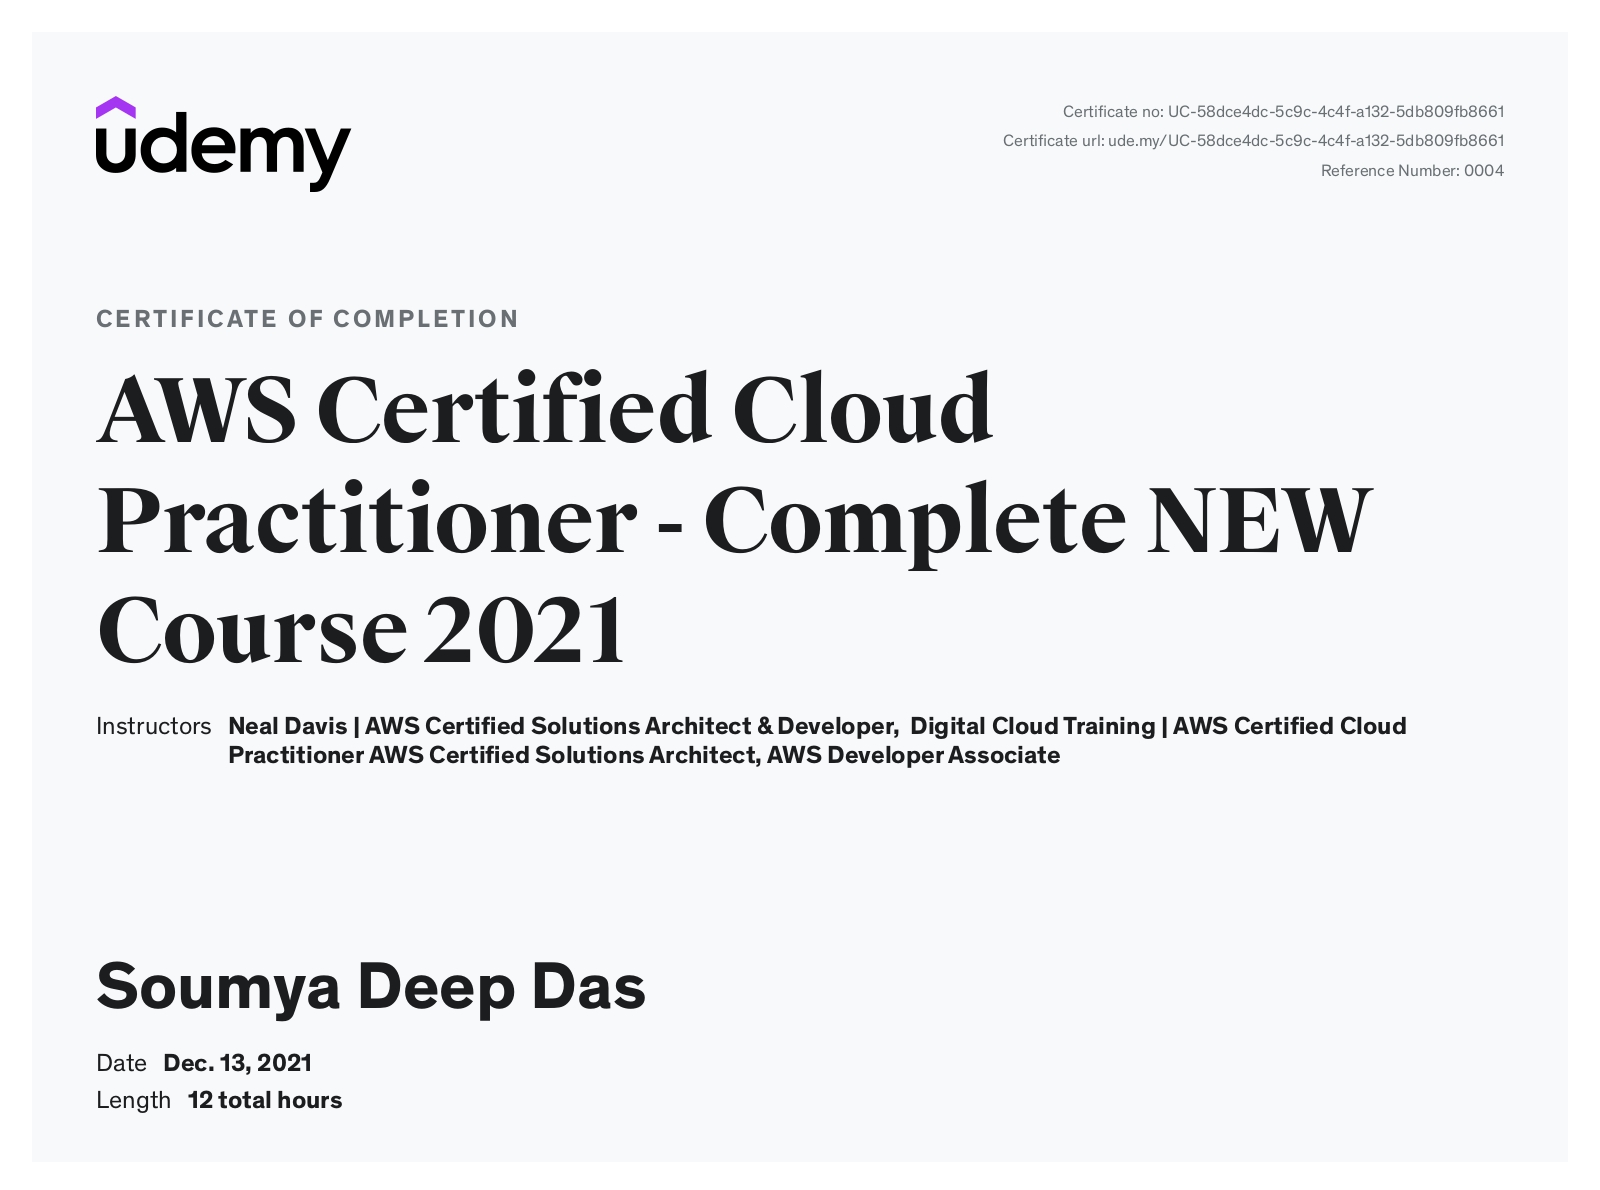 udemy
Certificate no: UC-58dce4dc-5c9c-4c4f-a132-5db809fb8661
Certificate url: ude.my/UC-58dce4dc-5c9c-4c4f-a132-5db809fb8661
Reference Number: 0004
CERTIFICATE OF COMPLETION
AWS Certified Cloud
Practitioner - Complete NEW
Course 2021
Instructors Neal Davis | AWS Certified Solutions Architect & Developer, Digital Cloud Training | AWS Certified Cloud
Practitioner AWS Certified Solutions Architect, AWS Developer Associate
Soumya Deep Das
Date Dec. 13, 2021
Length 12 total hours